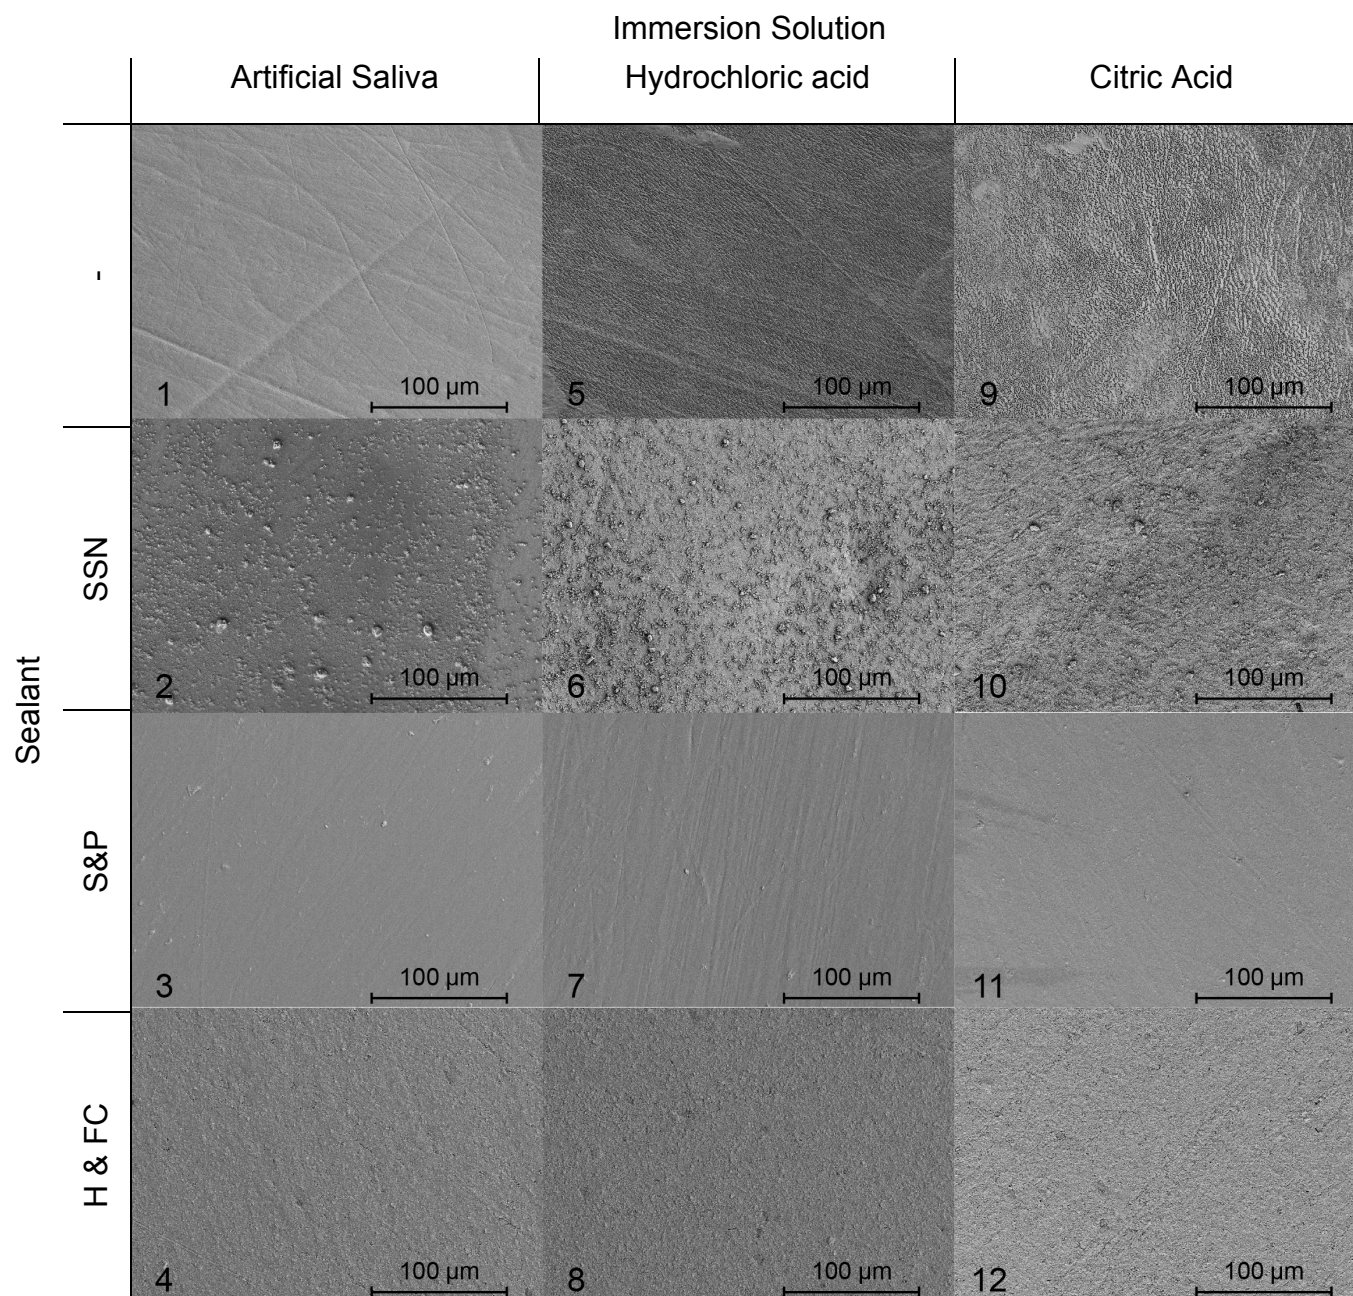 Immersion Solution
Artificial Saliva
Hydrochloric acid
Citric Acid
Sealant
-
1
100 µm
5
100 µm
9
100 µm
SSN
2
100 µm
6
100 µm
10
100 µm
S&P
3
100 µm
7
100 µm
11
100 µm
H & FC
4
100 µm
8
100 µm
12
100 µm